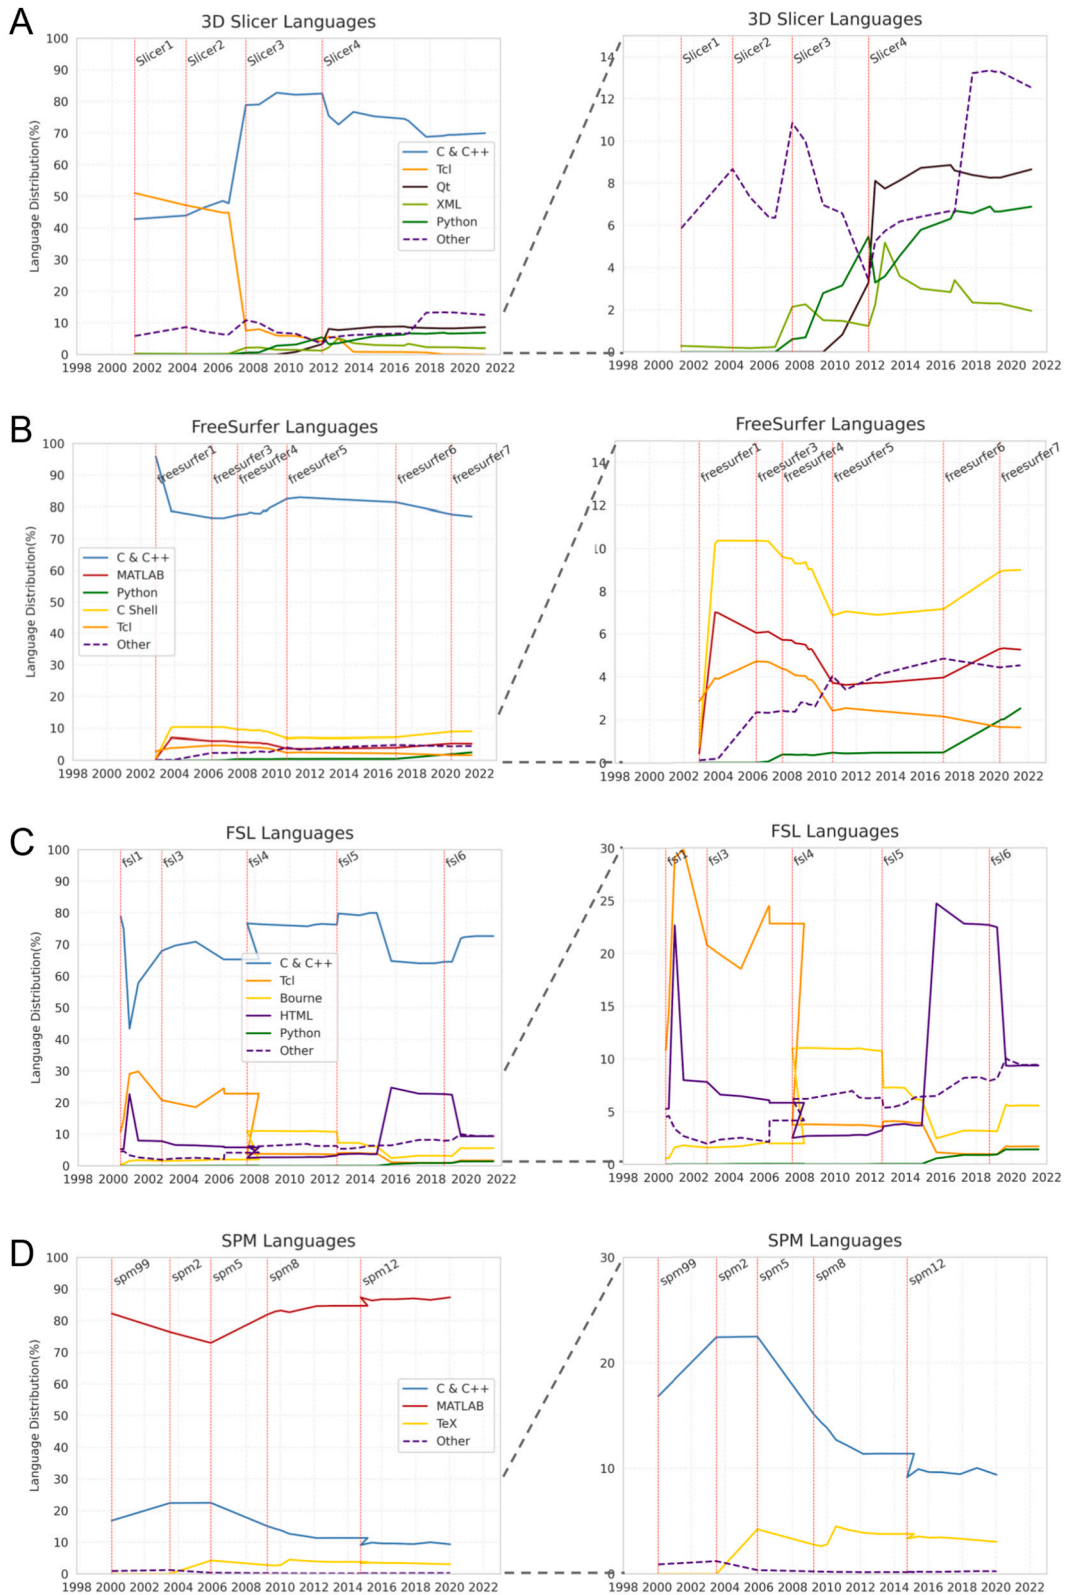 A
3D Slicer Languages
3D Slicer Languages
Language Distribution(%)
100
90
80
70
60
50
40
30
20
10
0
Slicer1
Slicer2
Slicer3
Slicer4
C & C++
Tcl
Qt
XML
Python
Other
1998 2000 2002 2004 2006 2008 2010 2012 2014 2016 2018 2020 2022
14
12
10
8
6
4
2
0
Slicer1
Slicer2
Slicer3
Slicer4
1998 2000 2002 2004 2006 2008 2010 2012 2014 2016 2018 2020 2022
B
FreeSurfer Languages
FreeSurfer Languages
Language Distribution(%)
100
90
80
70
60
50
40
30
20
10
0
freesurfer1
freesurfer3
freesurfer4
freesurfer5
freesurfer6
freesurfer7
C & C++
MATLAB
Python
C Shell
Tcl
Other
1998 2000 2002 2004 2006 2008 2010 2012 2014 2016 2018 2020 2022
14
12
10
8
6
4
2
0
freesurfer1
freesurfer3
freesurfer4
freesurfer5
freesurfer6
freesurfer7
1998 2000 2002 2004 2006 2008 2010 2012 2014 2016 2018 2020 2022
C
FSL Languages
FSL Languages
Language Distribution(%)
100
90
80
70
60
50
40
30
20
10
0
fsl1
fsl3
fsl4
fsl5
fsl6
C & C++
Tcl
Bourne
HTML
Python
Other
1998 2000 2002 2004 2006 2008 2010 2012 2014 2016 2018 2020 2022
30
25
20
15
10
5
0
fsl1
fsl3
fsl4
fsl5
fsl6
1998 2000 2002 2004 2006 2008 2010 2012 2014 2016 2018 2020 2022
D
SPM Languages
SPM Languages
Language Distribution(%)
100
90
80
70
60
50
40
30
20
10
0
spm99
spm2
spm5
spm8
spm12
C & C++
MATLAB
TeX
Other
1998 2000 2002 2004 2006 2008 2010 2012 2014 2016 2018 2020 2022
30
20
10
0
spm99
spm2
spm5
spm8
spm12
1998 2000 2002 2004 2006 2008 2010 2012 2014 2016 2018 2020 2022